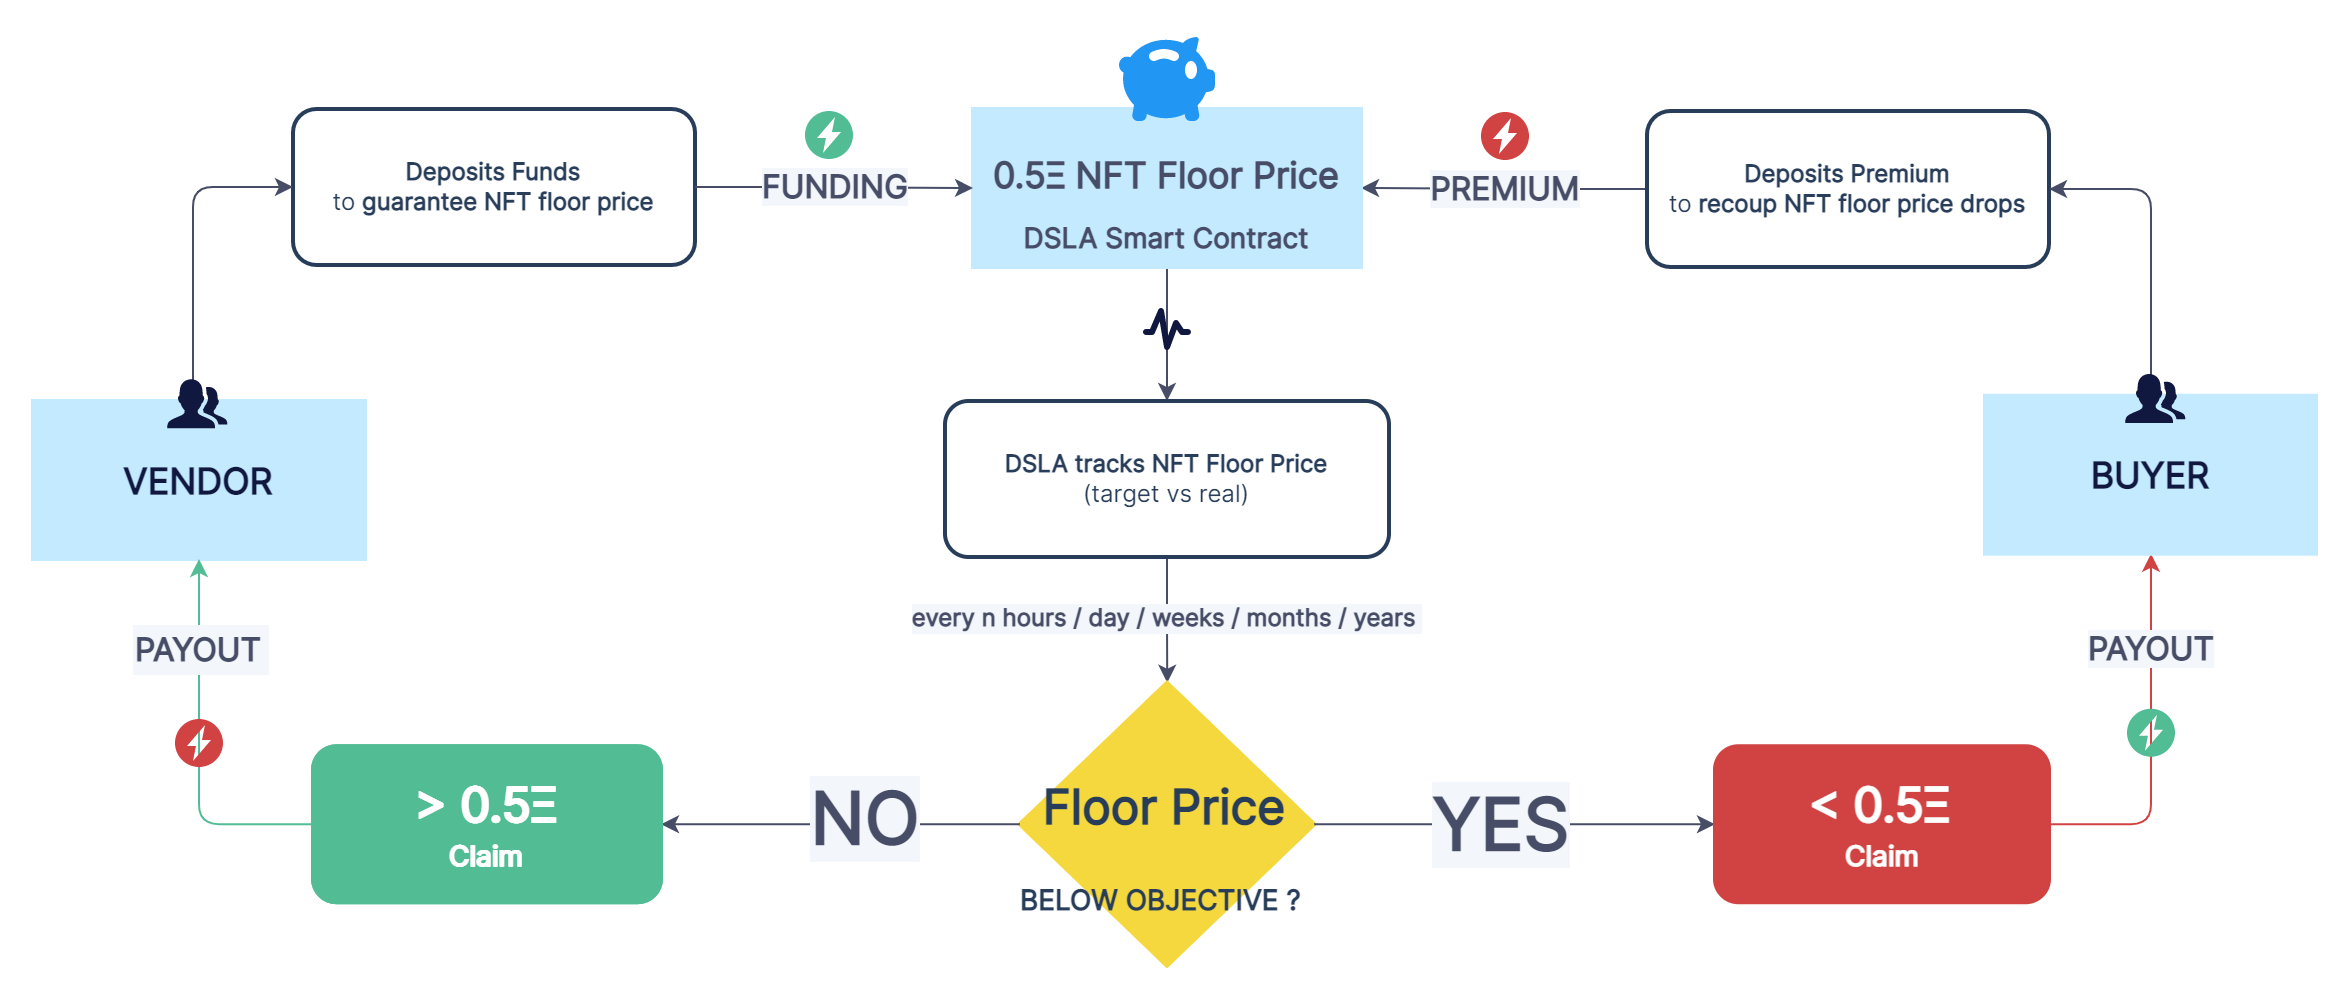 Deposits Funds
to guarantee NFT floor price
FUNDING
0.5Ξ NFT Floor Price
DSLA Smart Contract
PREMIUM
Deposits Premium
to recoup NFT floor price drops
VENDOR
DSLA tracks NFT Floor Price
(target vs real)
BUYER
every n hours / day / weeks / months / years
PAYOUT
PAYOUT
> 0.5Ξ
Claim
NO
Floor Price
BELOW OBJECTIVE ?
YES
< 0.5Ξ
Claim